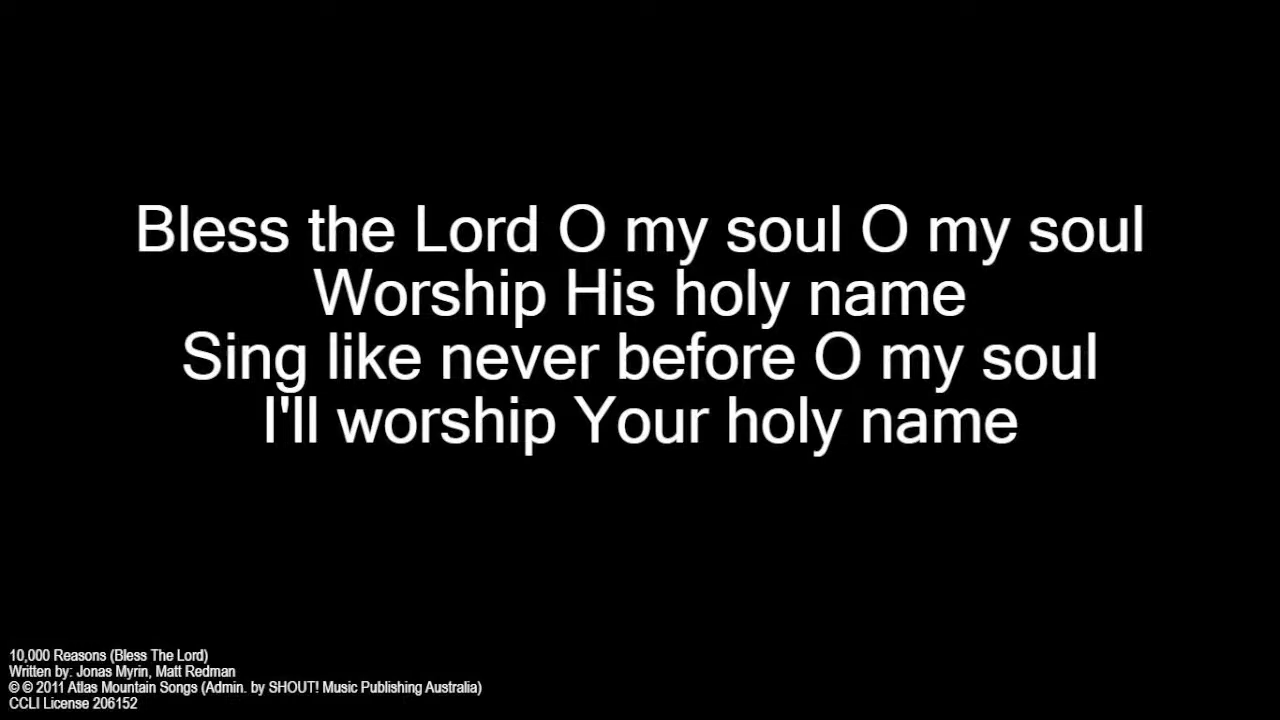 Bless the Lord O my soul O my soul
Worship His holy name
Sing like never before O my soul
I'll worship Your holy name
10,000 Reasons (Bless The Lord)
Written by: Jonas Myrin, Matt Redman
© © 2011 Atlas Mountain Songs (Admin. by SHOUT! Music Publishing Australia)
CCLI License 206152